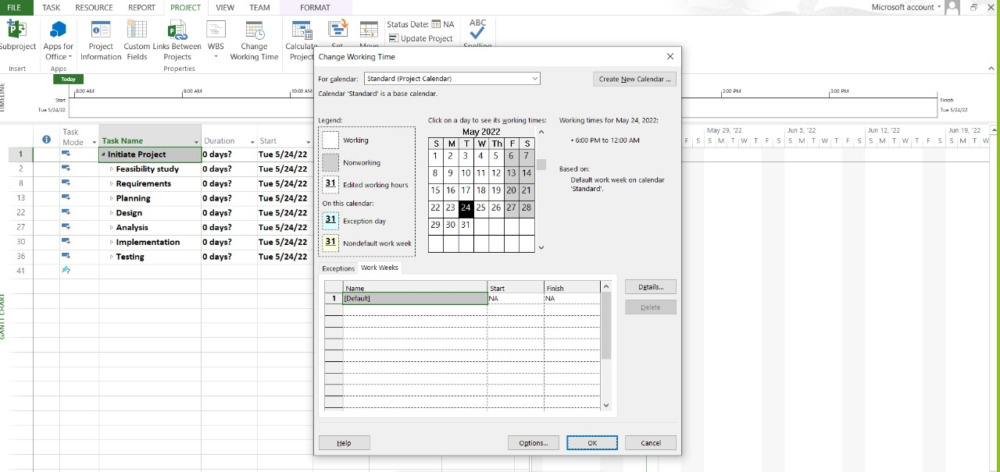 FILE TASK RESOURCE REPORT PROJECT VIEW TEAM FORMAT Microsoft account
Subproject Apps for Office Project Information Custom Fields Links Between Projects WBS Change Working Time Calculate Project Status Date: NA ABC
Update Project Spelling
Insert Apps Properties
TIMELINE
Today
8:00 AM 9:00 AM 10:00 AM 2:00 PM 3:00 PM
Start
Tue 5/24/22
Finish
Tue 5/24/22
Task Mode Task Name Duration Start
May 29, '22 Jun 5, '22 Jun 12, '22 Jun 19, '22
F S S M T W T F S S M T W T F S S M T W T F S S M T W
1 Initiate Project 0 days? Tue 5/24/22
2 Feasibility study 0 days? Tue 5/24/22
8 Requirements 0 days? Tue 5/24/22
13 Planning 0 days? Tue 5/24/22
22 Design 0 days? Tue 5/24/22
27 Analysis 0 days? Tue 5/24/22
30 Implementation 0 days? Tue 5/24/22
36 Testing 0 days? Tue 5/24/22
41
GANTT CHART
Change Working Time
For calendar: Standard (Project Calendar) Create New Calendar ...
Calendar 'Standard' is a base calendar.
Legend:
Working
Nonworking
31 Edited working hours
On this calendar:
31 Exception day
31 Nondefault work week
Click on a day to see its working times:
May 2022
S M T W Th F S
1 2 3 4 5 6 7
8 9 10 11 12 13 14
15 16 17 18 19 20 21
22 23 24 25 26 27 28
29 30 31
Working times for May 24, 2022:
• 6:00 PM to 12:00 AM
Based on:
Default work week on calendar
'Standard'.
Exceptions Work Weeks
Name Start Finish
1 [Default] NA NA
Details...
Delete
Help Options... OK Cancel